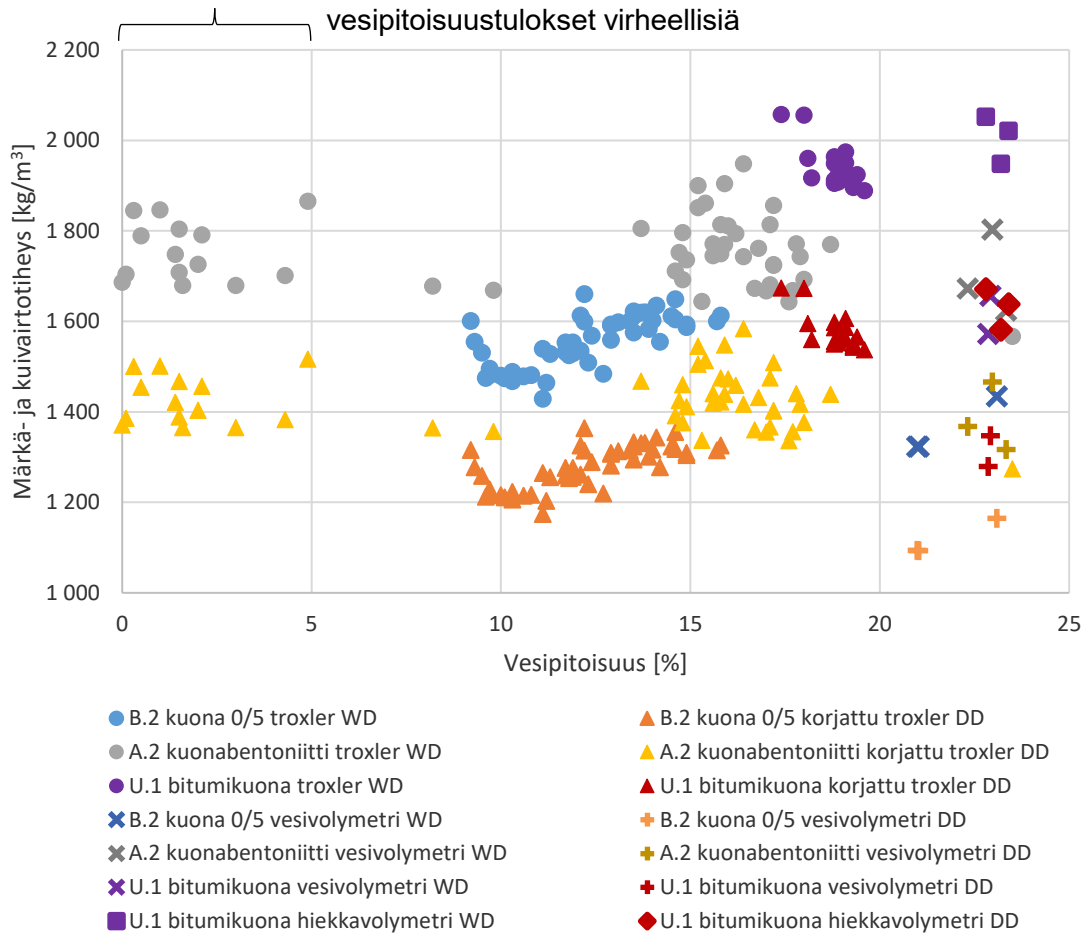 vesipitoisuustulokset virheellisiä
2 200
2 000
1 800
1 600
1 400
1 200
1 000
Märkä- ja kuivairtotiheys [kg/m³]
0 5 10 15 20 25
Vesipitoisuus [%]
B.2 kuona 0/5 troxler WD
B.2 kuona 0/5 korjattu troxler DD
A.2 kuonabentoniitti troxler WD
A.2 kuonabentoniitti korjattu troxler DD
U.1 bitumikuona troxler WD
U.1 bitumikuona korjattu troxler DD
B.2 kuona 0/5 vesivolymetri WD
B.2 kuona 0/5 vesivolymetri DD
A.2 kuonabentoniitti vesivolymetri WD
A.2 kuonabentoniitti vesivolymetri DD
U.1 bitumikuona vesivolymetri WD
U.1 bitumikuona vesivolymetri DD
U.1 bitumikuona hiekkavolymetri WD
U.1 bitumikuona hiekkavolymetri DD